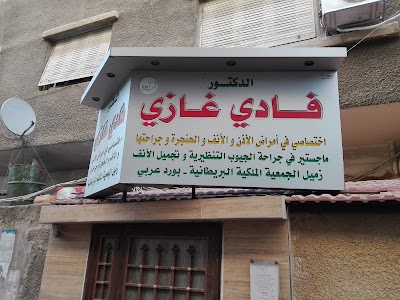 الدكتور
فادي غازي
اختصاصي في أمراض الأذن و الأنف و الحنجرة و جراحتها
ماجستير في جراحة الجيوب التنظيرية و تجميل الأنف
زميل الجمعية الملكية البريطانية - بورد عربي